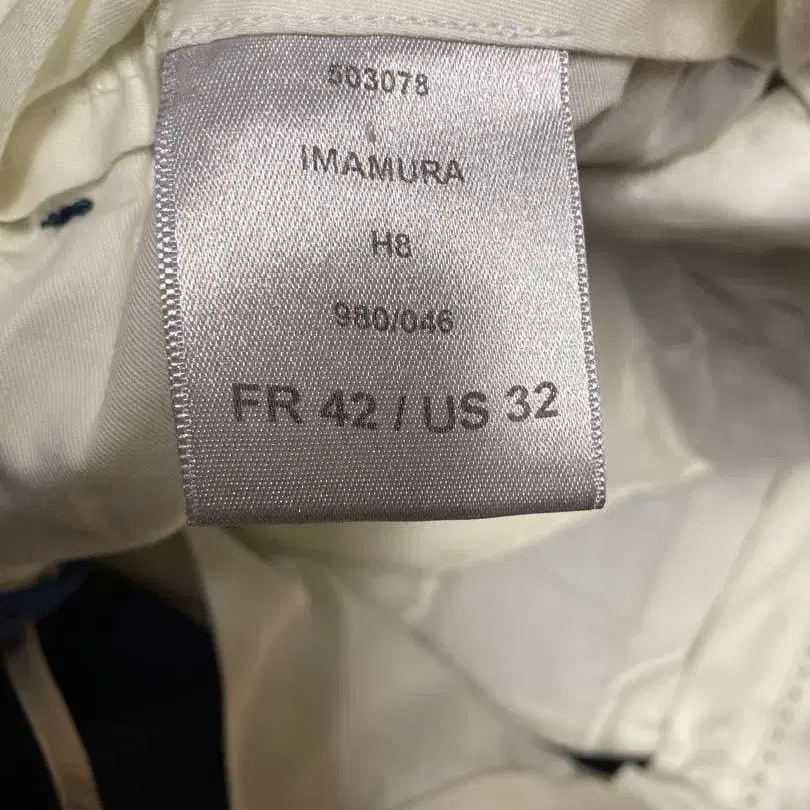 503078
IMAMURA
H8
980/046
FR 42 / US 32